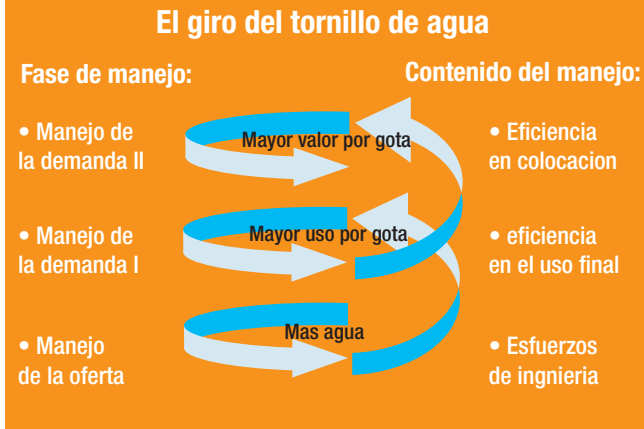 El giro del tornillo de agua
Fase de manejo:
Contenido del manejo:
• Manejo de
la demanda II
Mayor valor por gota
• Eficiencia
en colocacion
• Manejo de
la demanda I
Mayor uso por gota
• eficiencia
en el uso final
• Manejo
de la oferta
Mas agua
• Esfuerzos
de ingnieria